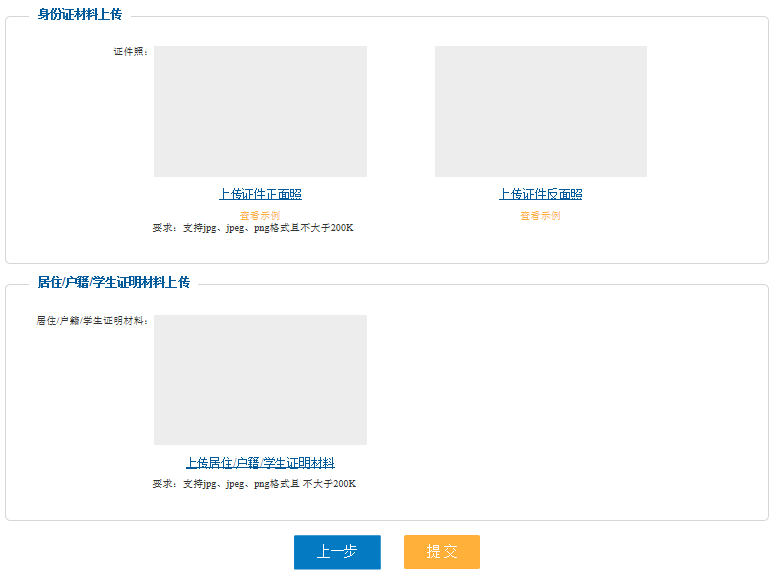 身份证材料上传
证件照：
上传证件正面照 上传证件反面照
查看示例 查看示例
要求：支持jpg、jpeg、png格式且不大于200K
居住/户籍/学生证明材料上传
居住/户籍/学生证明材料：
上传居住/户籍/学生证明材料
要求：支持jpg、jpeg、png格式且 不大于200K
上一步 提交